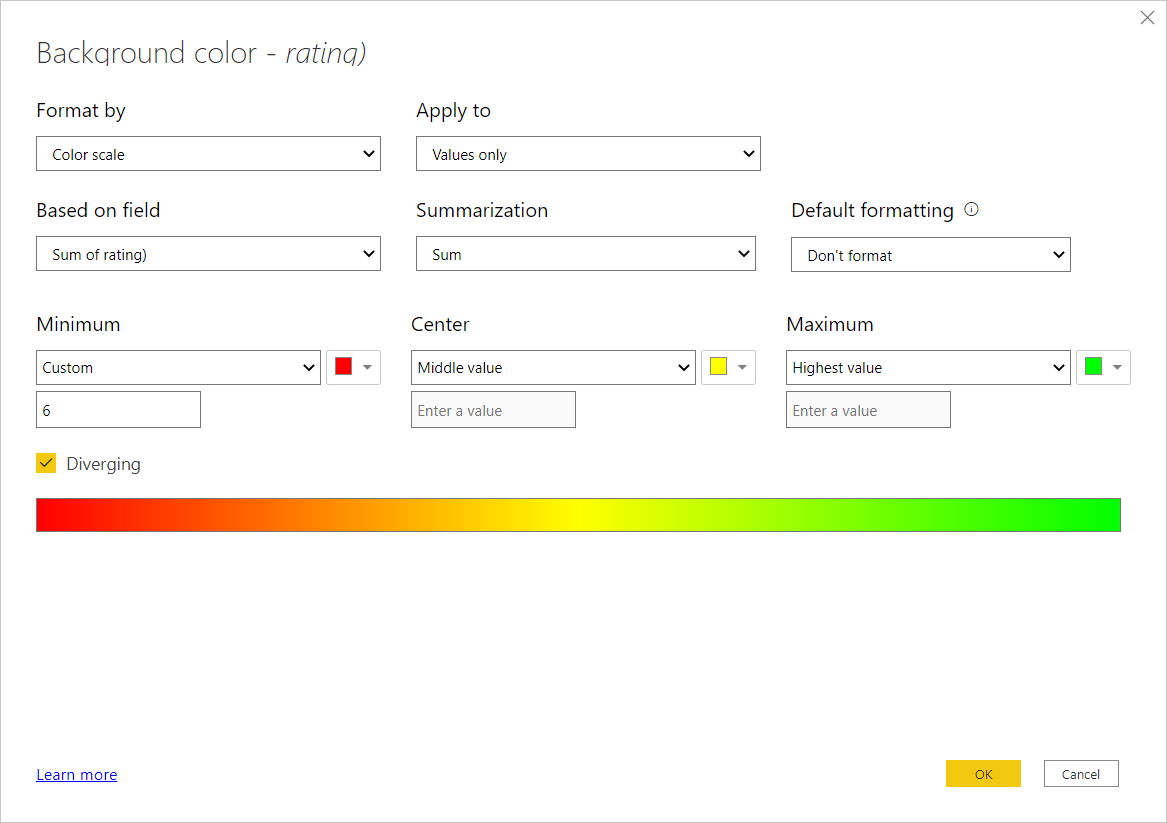 Background color - rating)
Format by
Apply to
Color scale
Values only
Based on field
Summarization
Default formatting
Sum of rating)
Sum
Don't format
Minimum
Center
Maximum
Custom
Middle value
Highest value
6
Enter a value
Enter a value
Diverging
Learn more
OK
Cancel